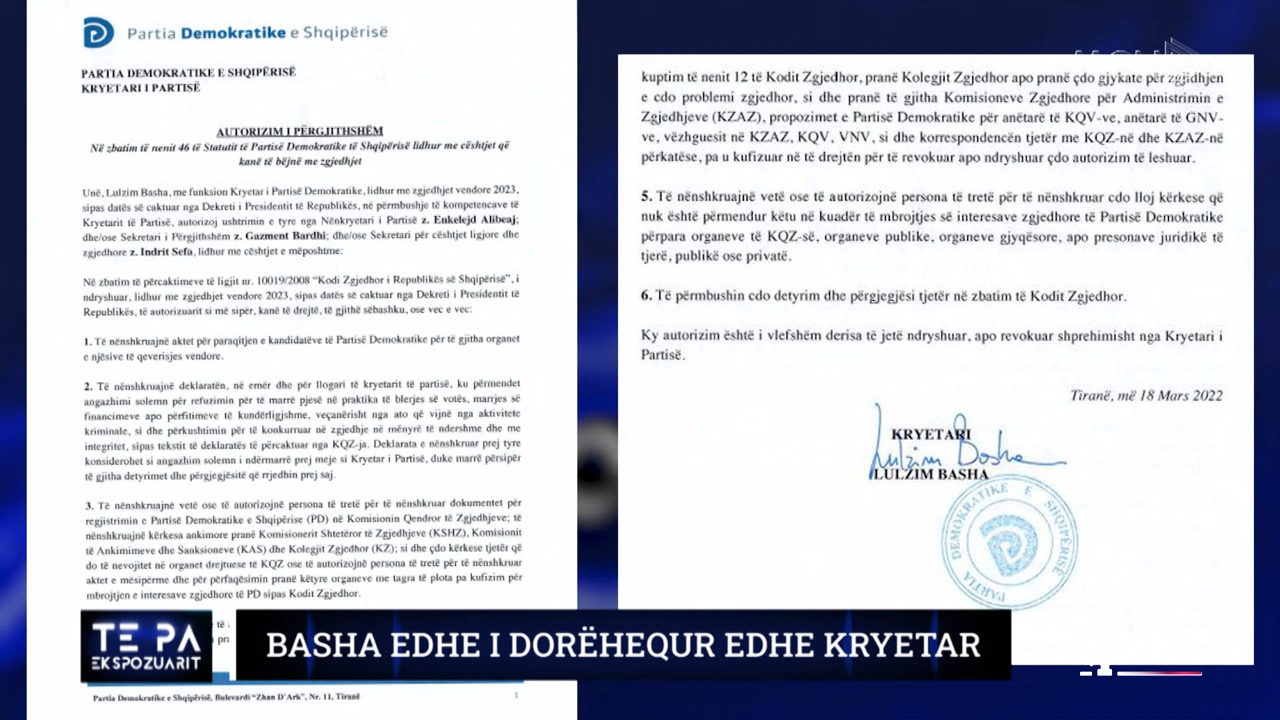 Partia Demokratike e Shqipërisë
PARTIA DEMOKRATIKE E SHQIPËRISË
KRYETARI I PARTISË
AUTORIZIM I PËRGJITHSHËM
Në zbatim të nenit 46 të Statutit të Partisë Demokratike të Shqipërisë lidhur me cështjet që
kanë të bëjnë me zgjedhjet
Unë, Lulzim Basha, me funksion Kryetar i Partisë Demokratike, lidhur me zgjedhjet vendore 2023,
sipas datës së caktuar nga Dekreti i Presidentit të Republikës, në përmbushje të kompetencave të
Kryetarit të Partisë, autorizoj ushtrimin e tyre nga Nënkryetari i Partisë z. Enkelejd Alibeaj;
dhe/ose Sekretari i Përgjithshëm z. Gazment Bardhi; dhe/ose Sekretari për cështjet ligjore dhe
zgjedhore z. Indrit Sefa, lidhur me cështjet e mëposhtme:
Në zbatim të përcaktimeve të ligjit nr. 10019/2008 “Kodi Zgjedhor i Republikës së Shqipërisë”, i
ndryshuar, lidhur me zgjedhjet vendore 2023, sipas datës së caktuar nga Dekreti i Presidentit të
Republikës, të autorizuarit si më sipër, kanë të drejtë, të gjithë sëbashku, ose vec e vec:
1. Të nënshkruajnë aktet për paraqitjen e kandidatëve të Partisë Demokratike për të gjitha organet
e njësive të qeverisjes vendore.
2. Të nënshkruajnë deklaratën, në emër dhe për llogari të kryetarit të partisë, ku përmendet
angazhimi solemn për refuzimin për të marrë pjesë në praktika të blerjes së votës, marrjes së
financimeve apo përfitimeve të kundërligjshme, veçanërisht nga ato që vijnë nga aktivitete
kriminale, si dhe përkushtimin për të konkurruar në zgjedhje në mënyrë të ndershme dhe me
integritet, sipas tekstit të deklaratës të përcaktuar nga KQZ-ja. Deklarata e nënshkruar prej tyre
konsiderohet si angazhim solemn i ndërmarrë prej meje si Kryetar i Partisë, duke marrë përsipër
të gjitha detyrimet dhe përgjegjësitë që rrjedhin prej saj.
3. Të nënshkruajnë vetë ose të autorizojnë persona të tretë për të nënshkruar dokumentet për
regjistrimin e Partisë Demokratike e Shqipërise (PD) në Komisionin Qendror të Zgjedhjeve; të
nënshkruajnë kërkesa ankimore pranë Komisionerit Shtetëror të Zgjedhjeve (KSHZ), Komisionit
të Ankimimeve dhe Sanksioneve (KAS) dhe Kolegjit Zgjedhor (KZ); si dhe çdo kërkese tjetër që
do të nevojitet në organet drejtuese të KQZ ose të autorizojnë persona të tretë për të nënshkruar
aktet e mësipërme dhe për përfaqësimin pranë këtyre organeve me tagra të plota pa kufizim për
mbrojtjen e interesave zgjedhore të PD sipas Kodit Zgjedhor.
të
Partia Demokratike e Shqipërisë, Bulevardi “Zhan D'Ark”, Nr. 11, Tiranë
1
kuptim të nenit 12 të Kodit Zgjedhor, pranë Kolegjit Zgjedhor apo pranë çdo gjykate për zgjidhjen
e cdo problemi zgjedhor, si dhe pranë të gjitha Komisioneve Zgjedhore për Administrimin e
Zgjedhjeve (KZAZ), propozimet e Partisë Demokratike për anëtarë të KQV-ve, anëtarë të GNV-
ve, vëzhguesit në KZAZ, KQV, VNV, si dhe korrespondencën tjetër me KQZ-në dhe KZAZ-në
përkatëse, pa u kufizuar në të drejtën për të revokuar apo ndryshuar çdo autorizim të leshuar.
5. Të nënshkruajnë vetë ose të autorizojnë persona të tretë për të nënshkruar cdo lloj kërkese që
nuk është përmendur këtu në kuadër të mbrojtjes së interesave zgjedhore të Partisë Demokratike
përpara organeve të KQZ-së, organeve publike, organeve gjyqësore, apo presonave juridikë të
tjerë, publikë ose privatë.
6. Të përmbushin cdo detyrim dhe përgjegjësi tjetër në zbatim të Kodit Zgjedhor.
Ky autorizim është i vlefshëm derisa të jetë ndryshuar, apo revokuar shprehimisht nga Kryetari i
Partisë.
Tiranë, më 18 Mars 2022
KRYETARI
Lulzim Basha
LULZIM BASHA
PARTIA DEMOKRATIKE E SHQIPËRISË
TE PA
EKSPOZUARIT
BASHA EDHE I DORËHEQUR EDHE KRYETAR